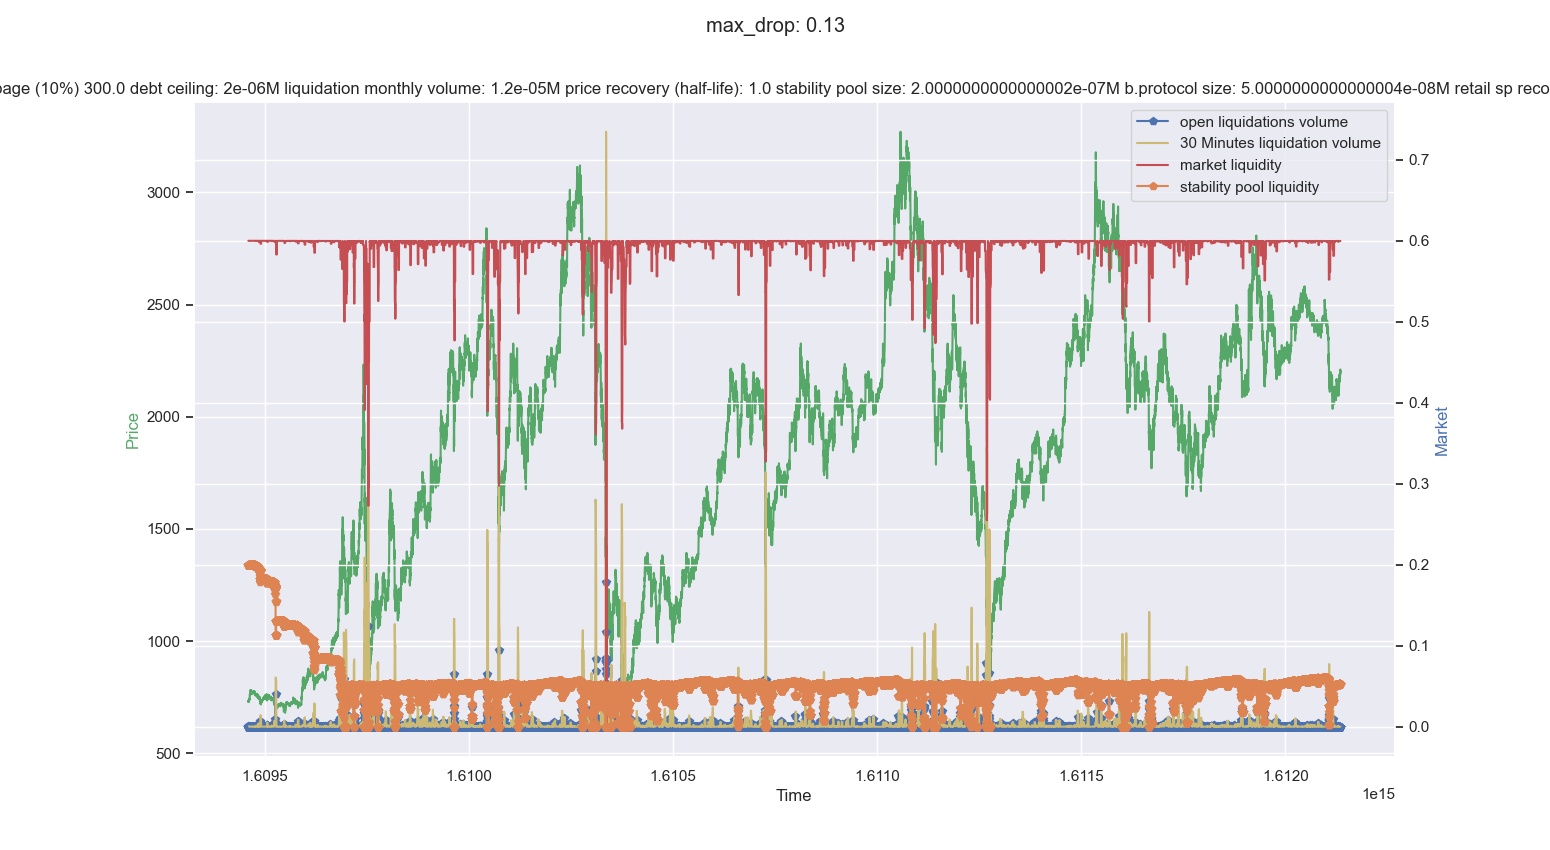 max_drop: 0.13
page (10%) 300.0 debt ceiling: 2e-06M liquidation monthly volume: 1.2e-05M price recovery (half-life): 1.0 stability pool size: 2.0000000000000002e-07M b.protocol size: 5.0000000000000004e-08M retail sp reco
open liquidations volume
30 Minutes liquidation volume
market liquidity
stability pool liquidity
3000
2500
2000
1500
1000
500
Price
0.7
0.6
0.5
0.4
0.3
0.2
0.1
0.0
Market
1.6095 1.6100 1.6105 1.6110 1.6115 1.6120
Time
1e15